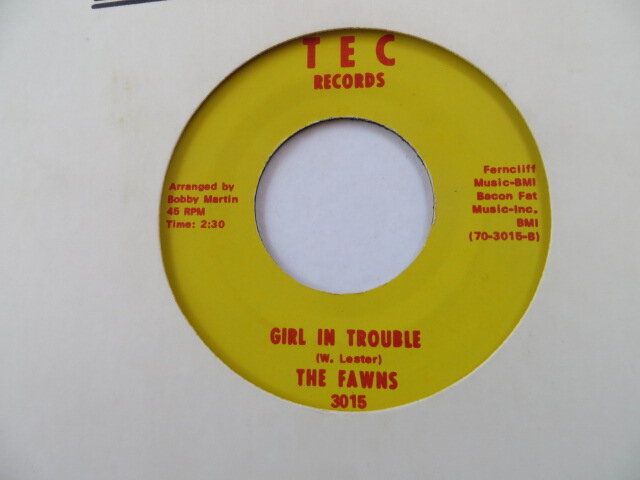 TEC
RECORDS
Arranged by
Bobby Martin
45 RPM
Time: 2:30
Ferncliff
Music-BMI
Bacon Fat
Music-Inc.
BMI
(70-3015-B)
GIRL IN TROUBLE
(W. Lester)
THE FAWNS
3015